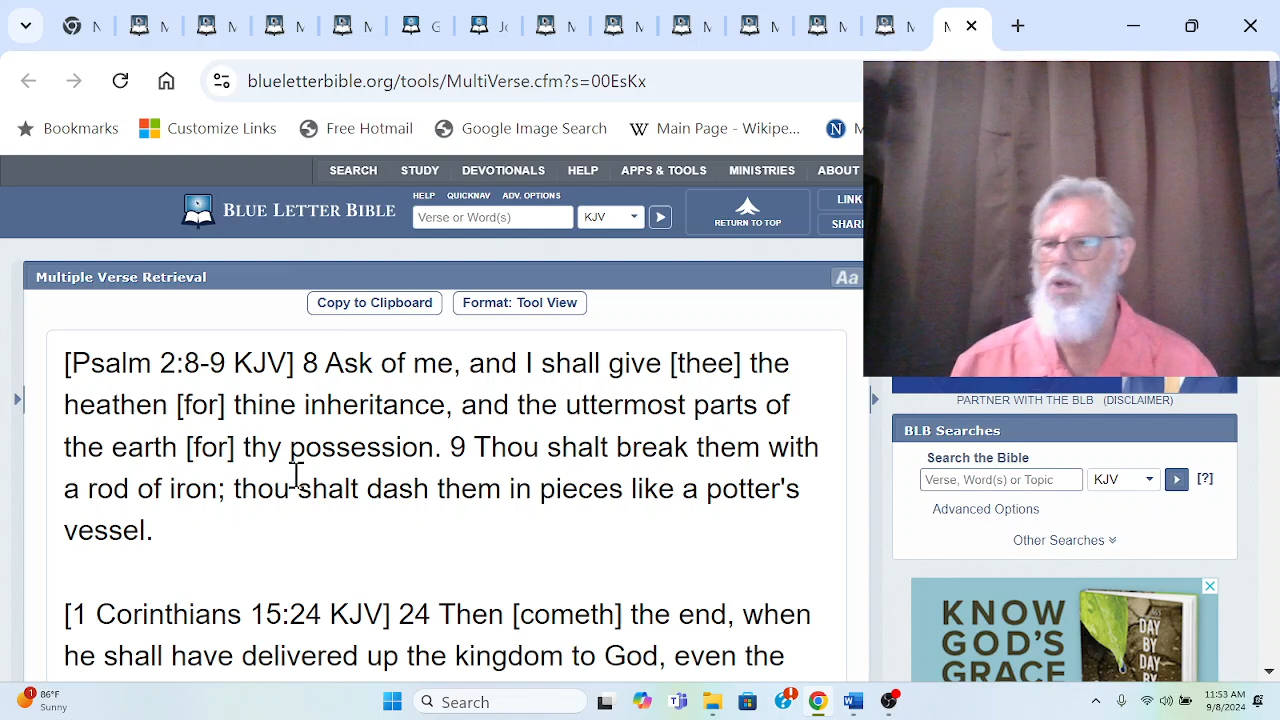 N M M M M G Je M M M M M M M
blueletterbible.org/tools/MultiVerse.cfm?s=00EsKx
Bookmarks Customize Links Free Hotmail Google Image Search Main Page - Wikipe... N
SEARCH STUDY DEVOTIONALS HELP APPS & TOOLS MINISTRIES ABOUT
HELP QUICKNAV ADV. OPTIONS
BLUE LETTER BIBLE Verse or Word(s) KJV RETURN TO TOP LINK
SHAR
Multiple Verse Retrieval Aa
Copy to Clipboard Format: Tool View
[Psalm 2:8-9 KJV] 8 Ask of me, and I shall give [thee] the
heathen [for] thine inheritance, and the uttermost parts of
the earth [for] thy possession. 9 Thou shalt break them with
a rod of iron; thou shalt dash them in pieces like a potter's
vessel.
[1 Corinthians 15:24 KJV] 24 Then [cometh] the end, when
he shall have delivered up the kingdom to God, even the
PARTNER WITH THE BLB (DISCLAIMER)
BLB Searches
Search the Bible
Verse, Word(s) or Topic KJV [?]
Advanced Options
Other Searches
KNOW
GOD'S
GRACE
DAY
BY
DAY
1 86°F
Sunny
Search
11:53 AM
9/8/2024